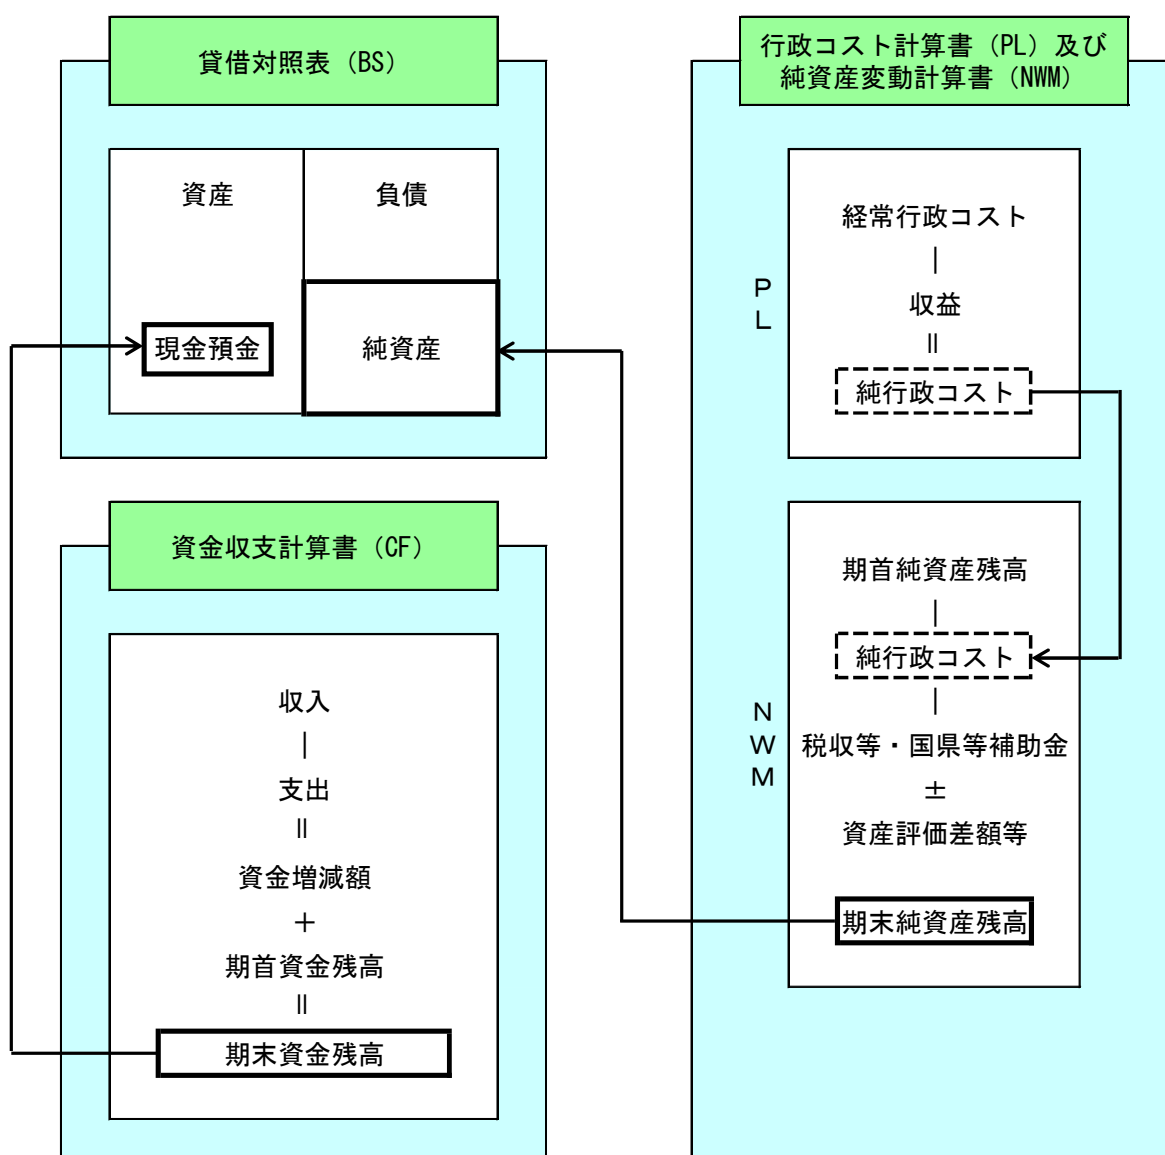 貸借対照表（BS）
資産
負債
現金預金
純資産
資金収支計算書（CF）
収入
｜
支出
॥
資金増減額
＋
期首資金残高
॥
期末資金残高
行政コスト計算書（PL）及び
純資産変動計算書（NWM）
ＰＬ
経常行政コスト
｜
収益
॥
純行政コスト
ＮＷＭ
期首純資産残高
｜
純行政コスト
｜
税収等・国県等補助金
±
資産評価差額等
期末純資産残高